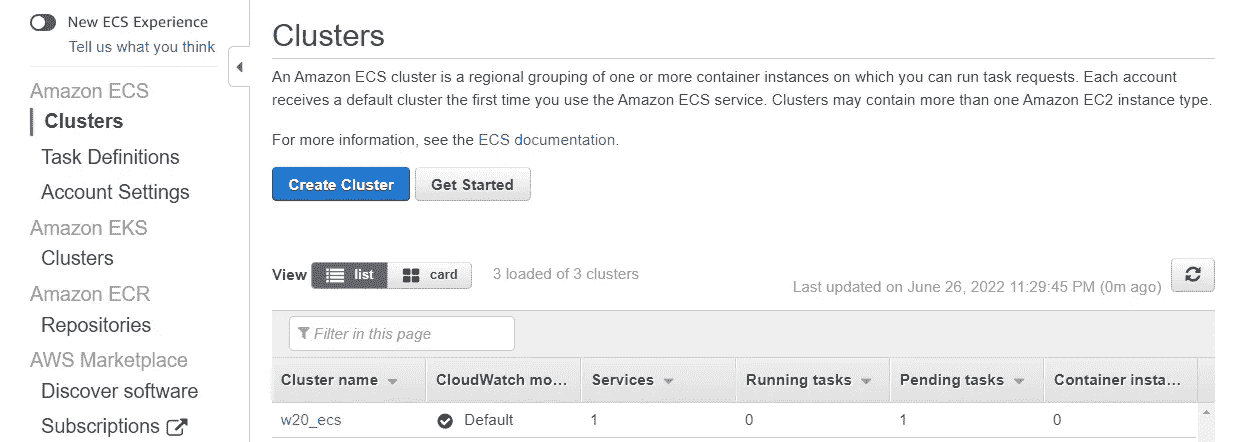 New ECS Experience
Tell us what you think
Amazon ECS
Clusters
Task Definitions
Account Settings
Amazon EKS
Clusters
Amazon ECR
Repositories
AWS Marketplace
Discover software
Subscriptions
Clusters
An Amazon ECS cluster is a regional grouping of one or more container instances on which you can run task requests. Each account
receives a default cluster the first time you use the Amazon ECS service. Clusters may contain more than one Amazon EC2 instance type.
For more information, see the ECS documentation.
Create Cluster Get Started
View list card 3 loaded of 3 clusters
Last updated on June 26, 2022 11:29:45 PM (0m ago)
Filter in this page
Cluster name CloudWatch mo... Services Running tasks Pending tasks Container insta...
w20_ecs Default 1 0 1 0